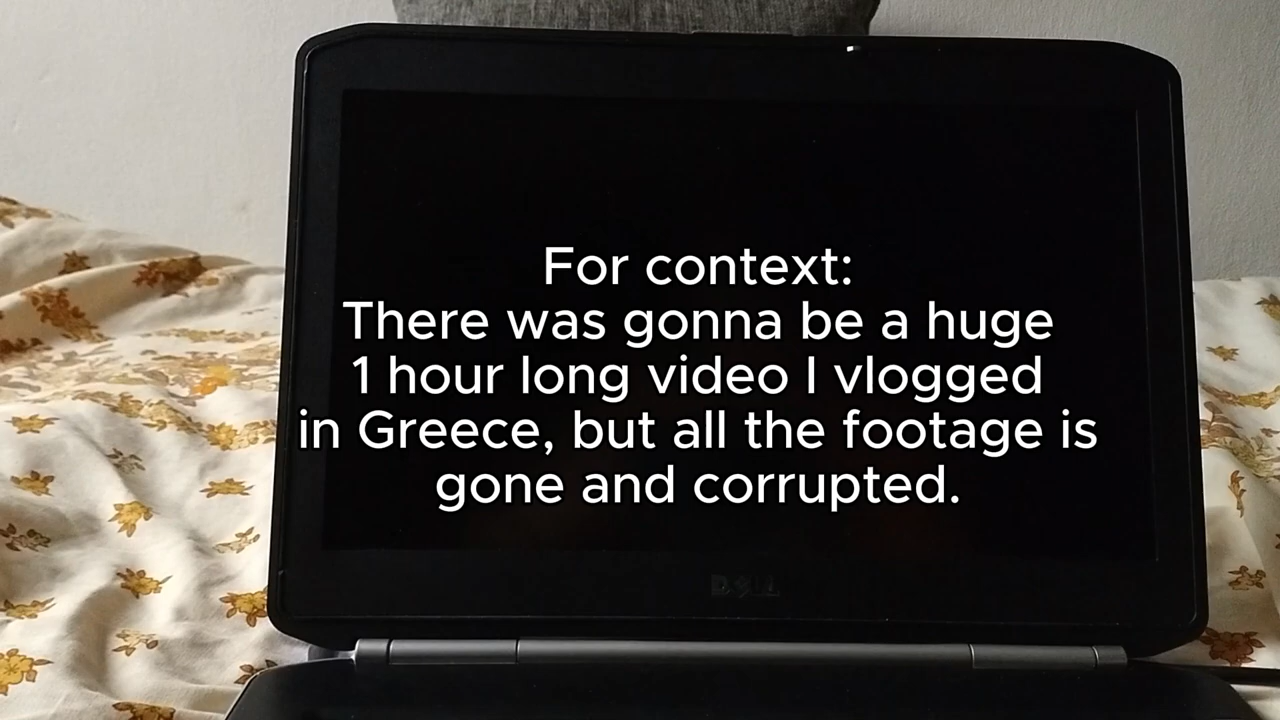 For context:
There was gonna be a huge
1 hour long video I vlogged
in Greece, but all the footage is
gone and corrupted.
DELL